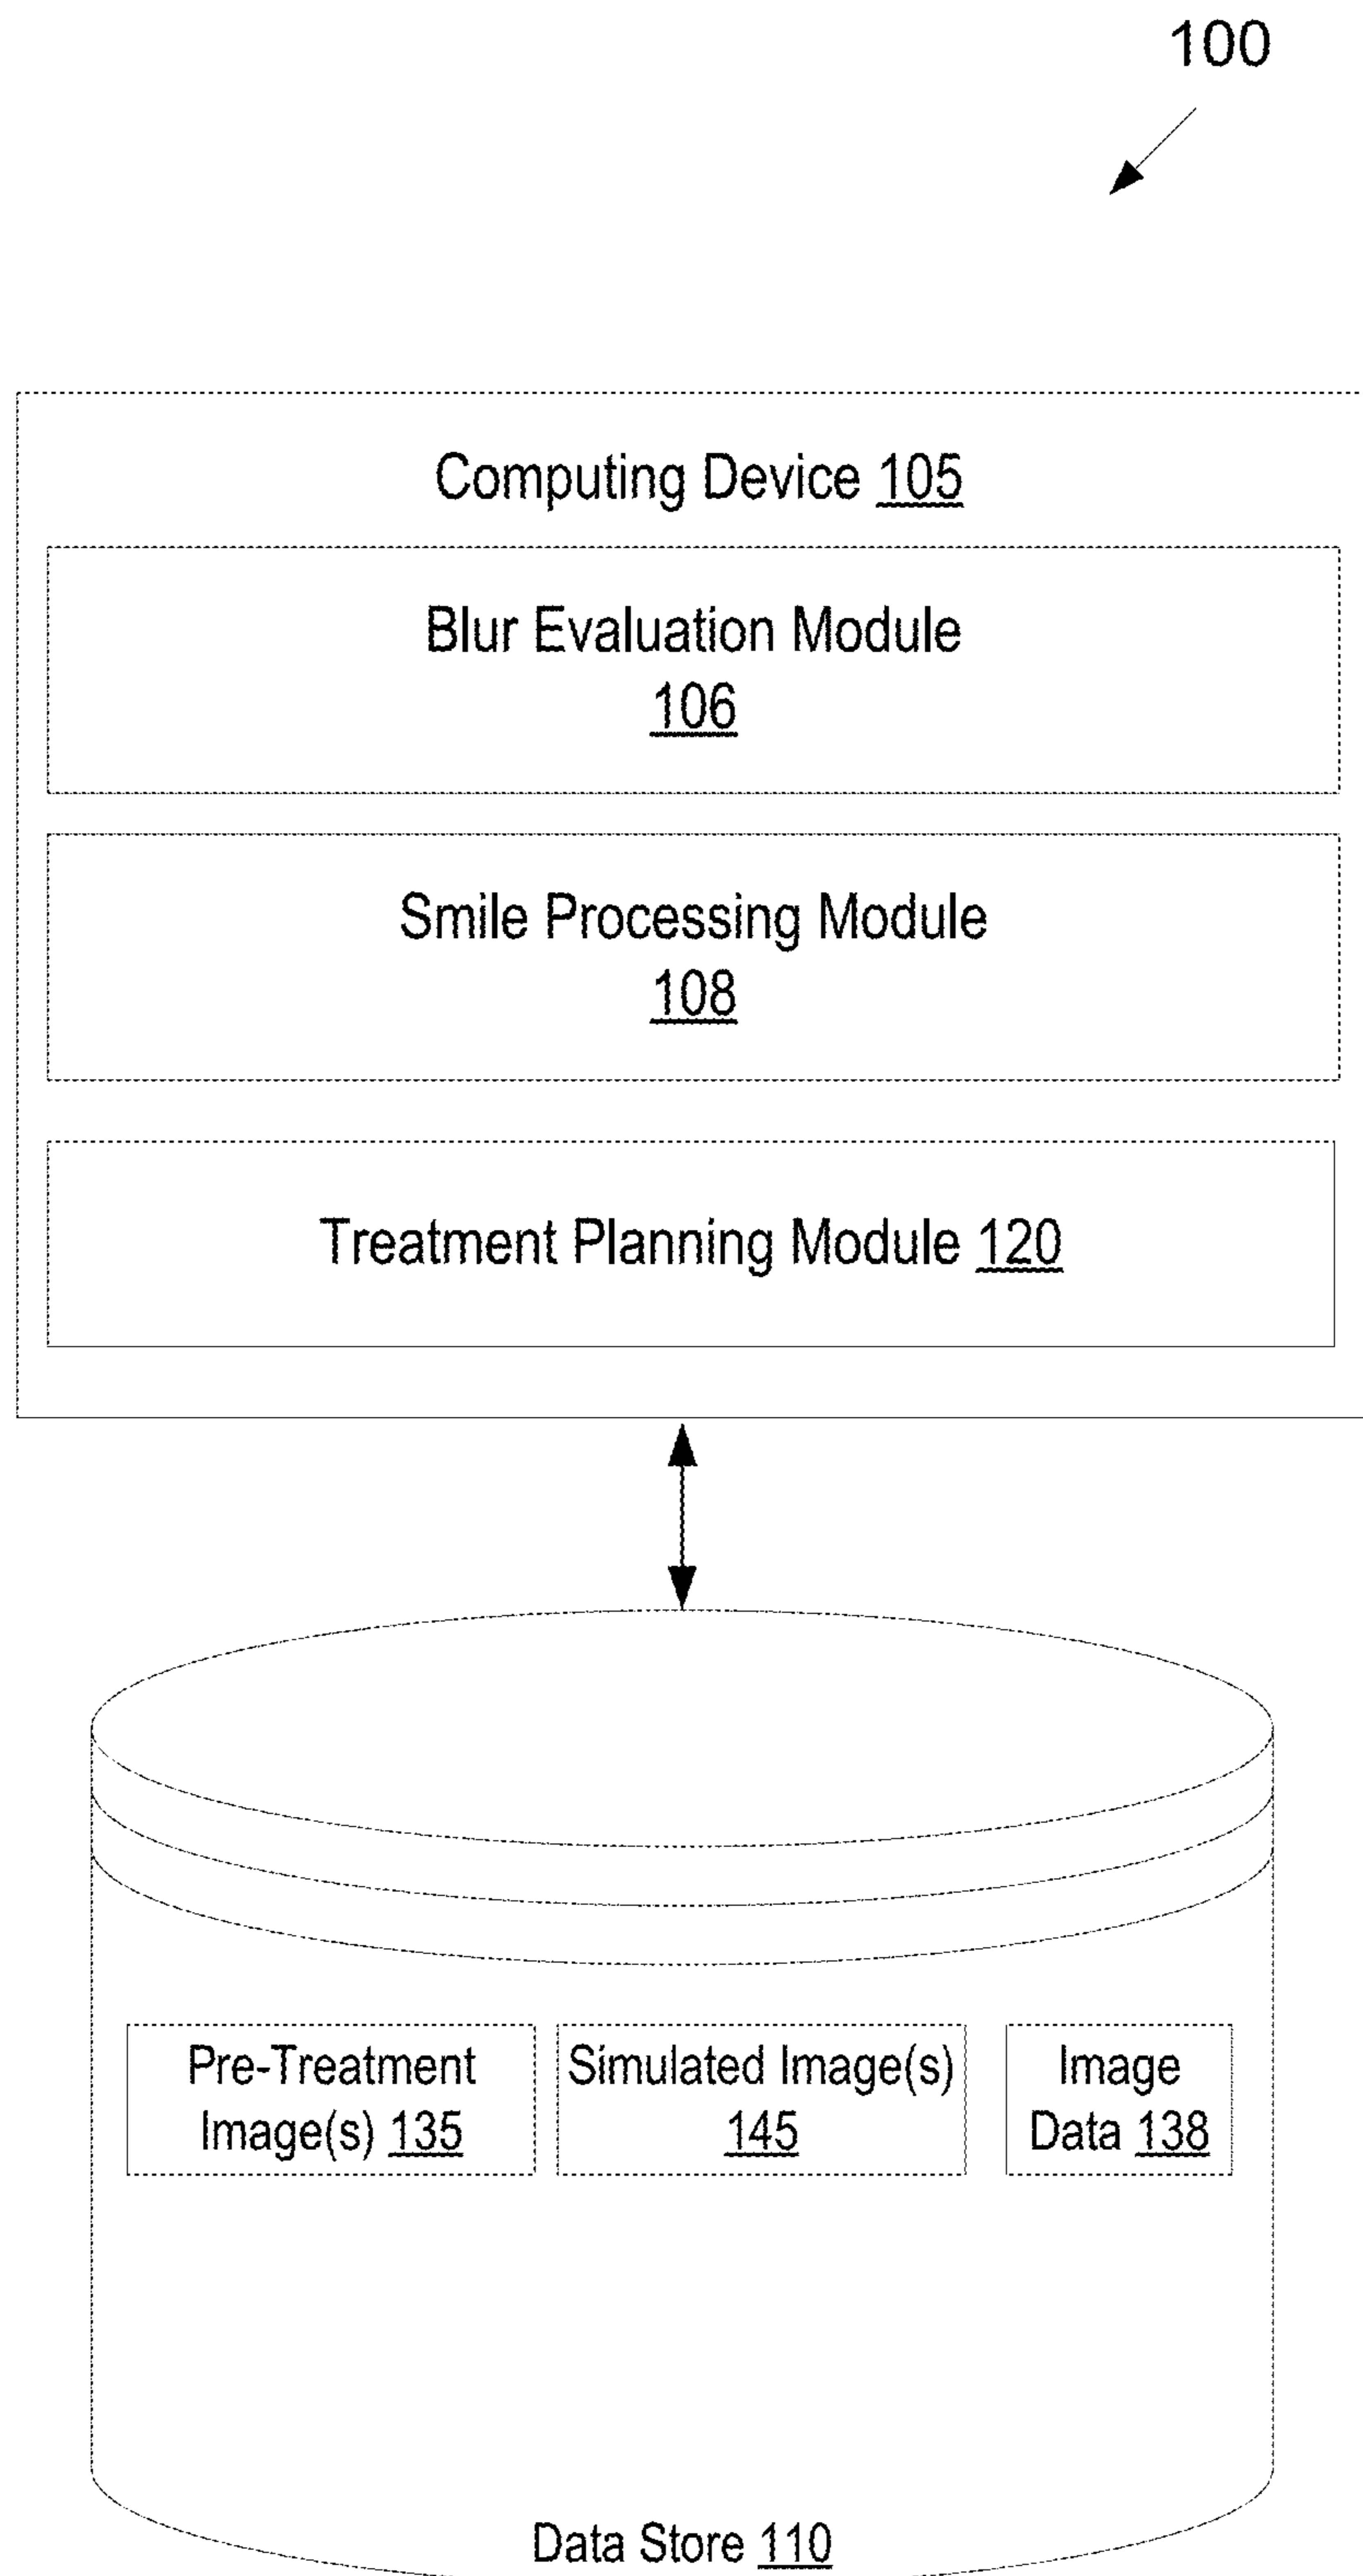 100
Computing Device 105
Blur Evaluation Module
106
Smile Processing Module
108
Treatment Planning Module 120
Pre-Treatment
Image(s) 135
Simulated Image(s)
145
Image
Data 138
Data Store 110